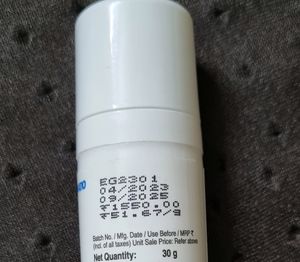 EG2301
04/2023
09/2025
₹1550.00
₹51.67/g
Batch No. / Mfg. Date / Use Before / MRP ₹
(incl. of all taxes) Unit Sale Price: Refer above
Net Quantity: 30 g